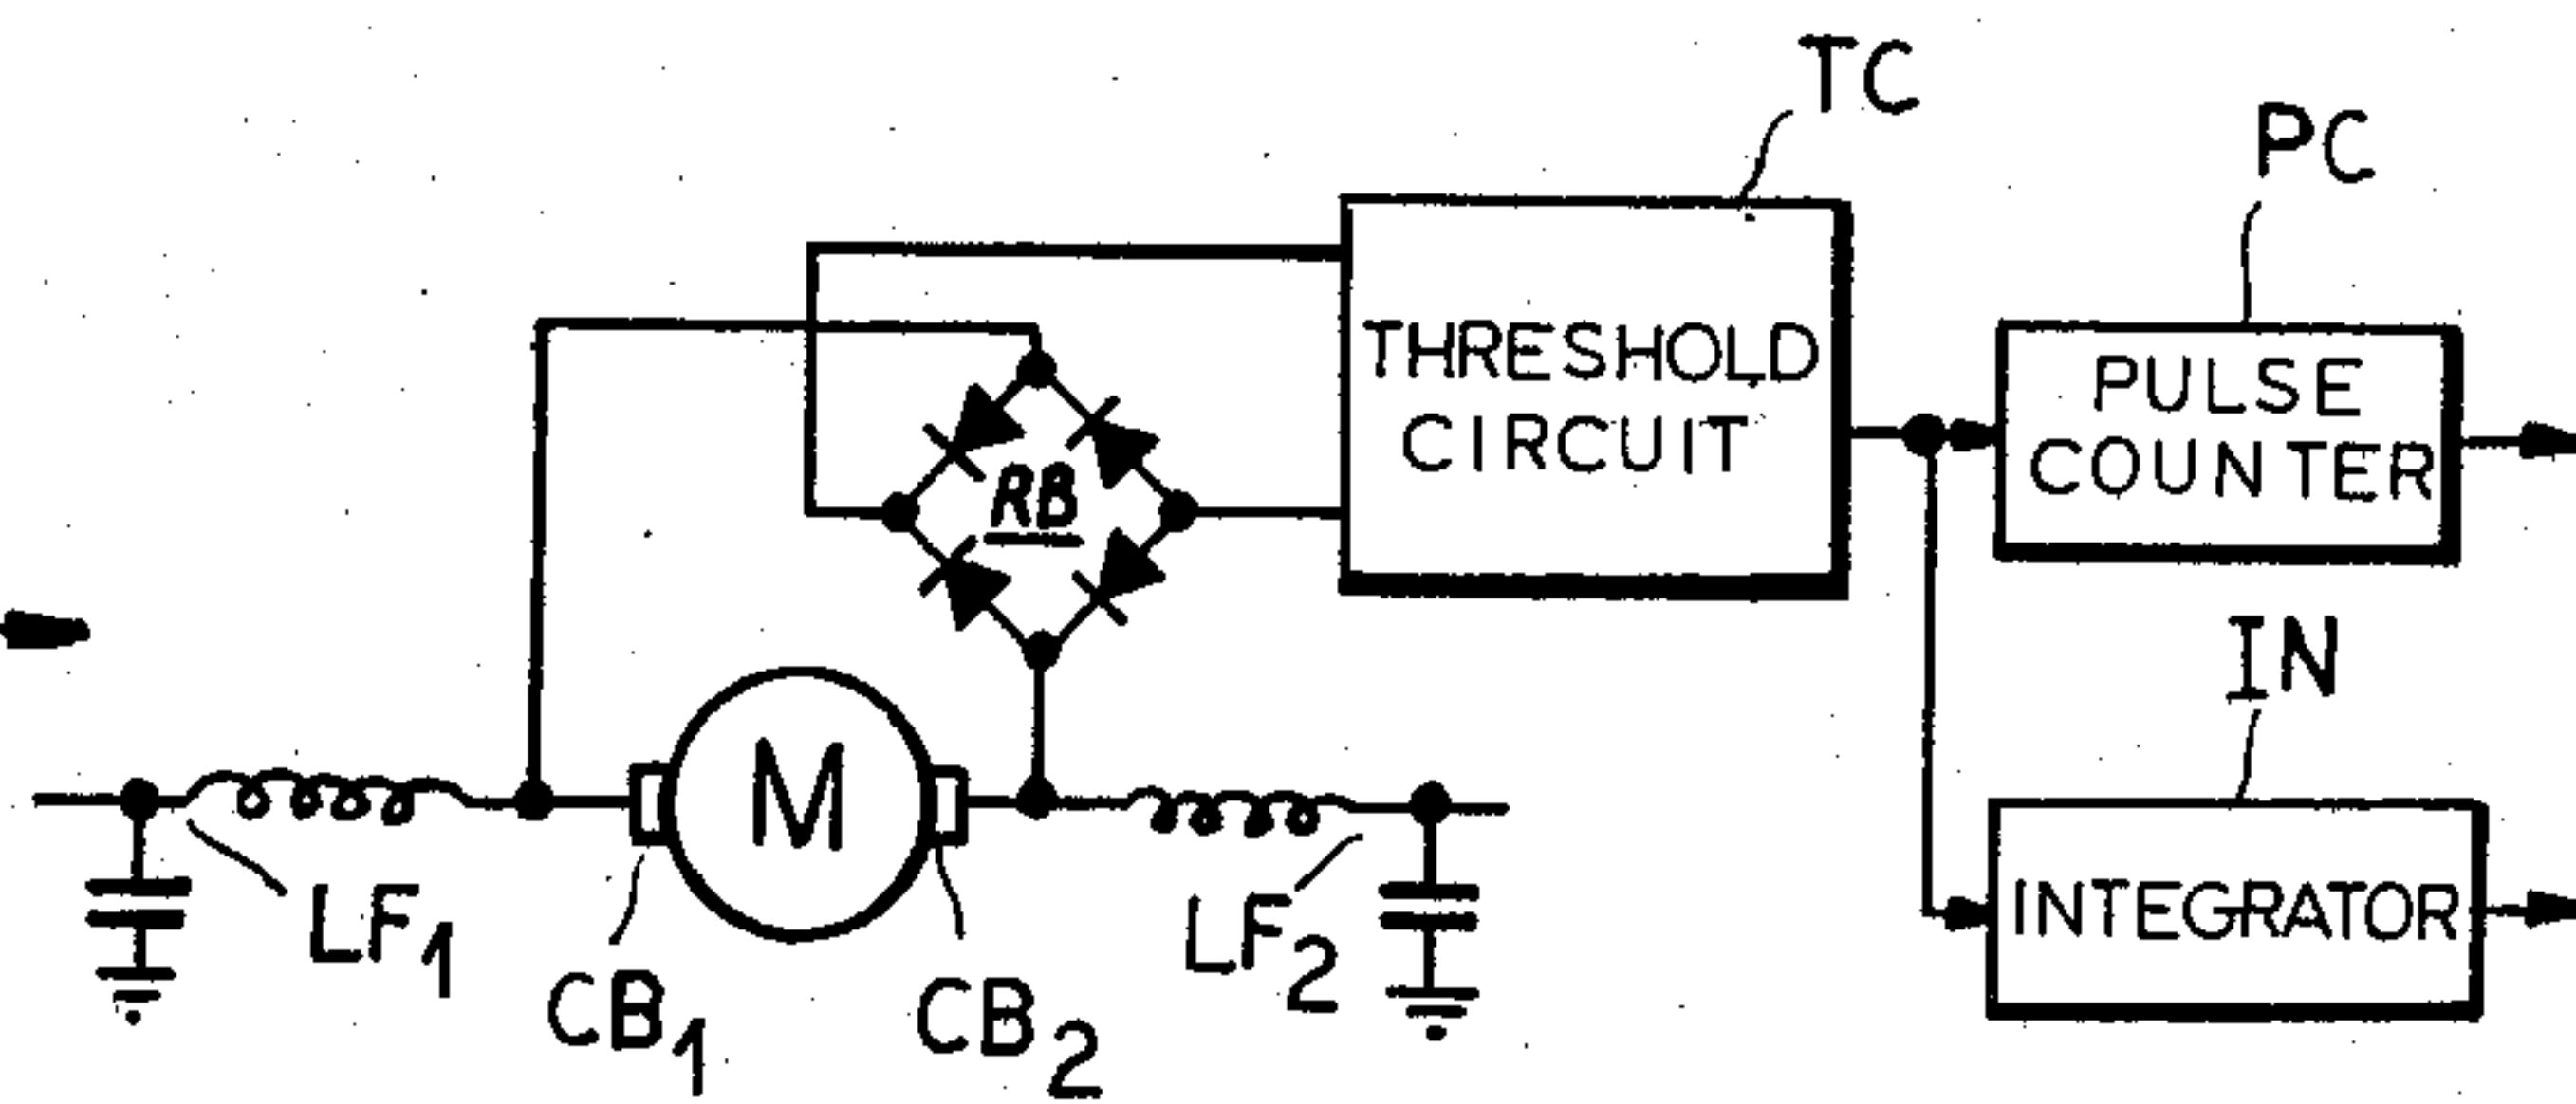 TC
PC
THRESHOLD
CIRCUIT
PULSE
COUNTER
RB
IN
M
INTEGRATOR
LF1
CB1
CB2
LF2